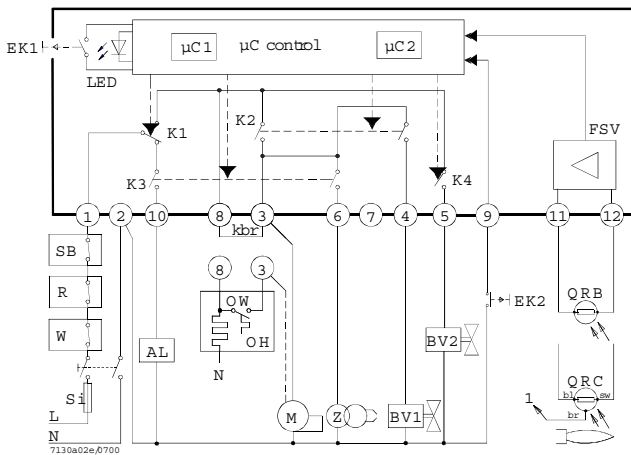 µC1 µC control µC2
EK1
LED
FSV
K1 K2
K3 K4
1 2 10 8 3 6 7 4 5 9 11 12
kbr
SB
8 3
R
EK2
QRB
OW
W
OH
BV2
AL
N
QRC
Si
bl sw
1
br
L
M Z BV1
N
7130a02e/0700